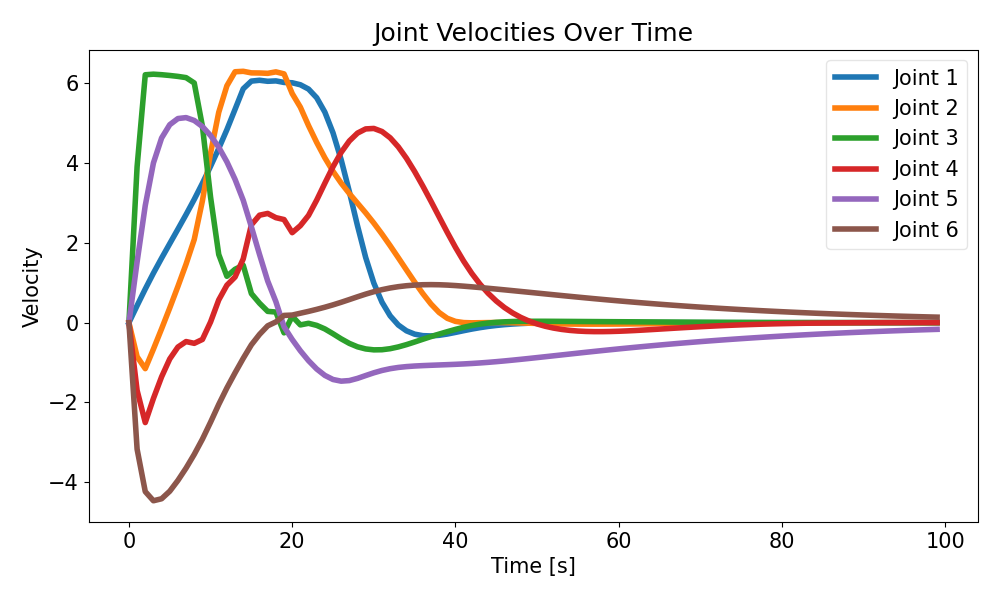 Joint Velocities Over Time
Velocity
6
4
2
0
−2
−4
Joint 1
Joint 2
Joint 3
Joint 4
Joint 5
Joint 6
0 20 40 60 80 100
Time [s]